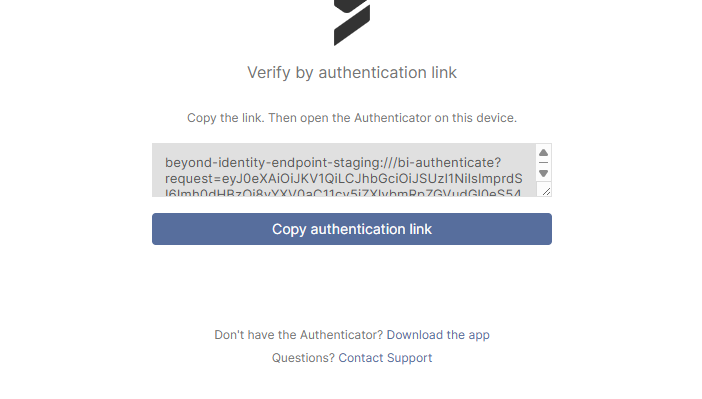 Verify by authentication link
Copy the link. Then open the Authenticator on this device.
beyond-identity-endpoint-staging:///bi-authenticate?
request=eyJ0eXAiOiJKV1QiLCJhbGciOiJSUzI1NiIsImprdS
Copy authentication link
Don't have the Authenticator? Download the app
Questions? Contact Support